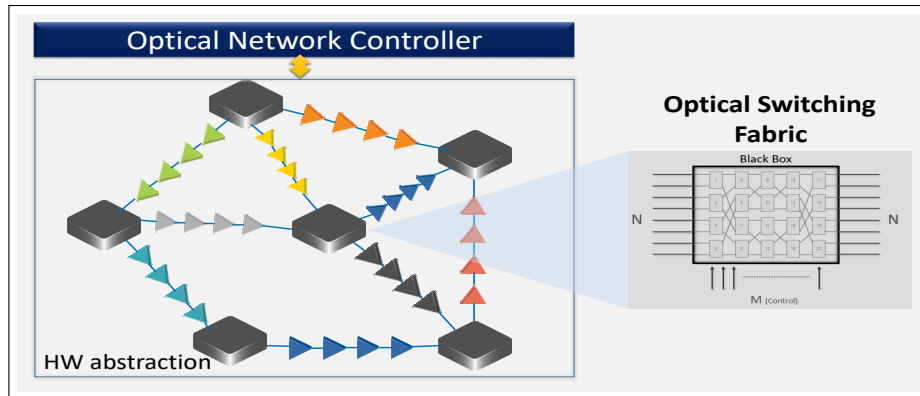 Optical Network Controller
Optical Switching
Fabric
Black Box
N
N
M (Control)
HW abstraction